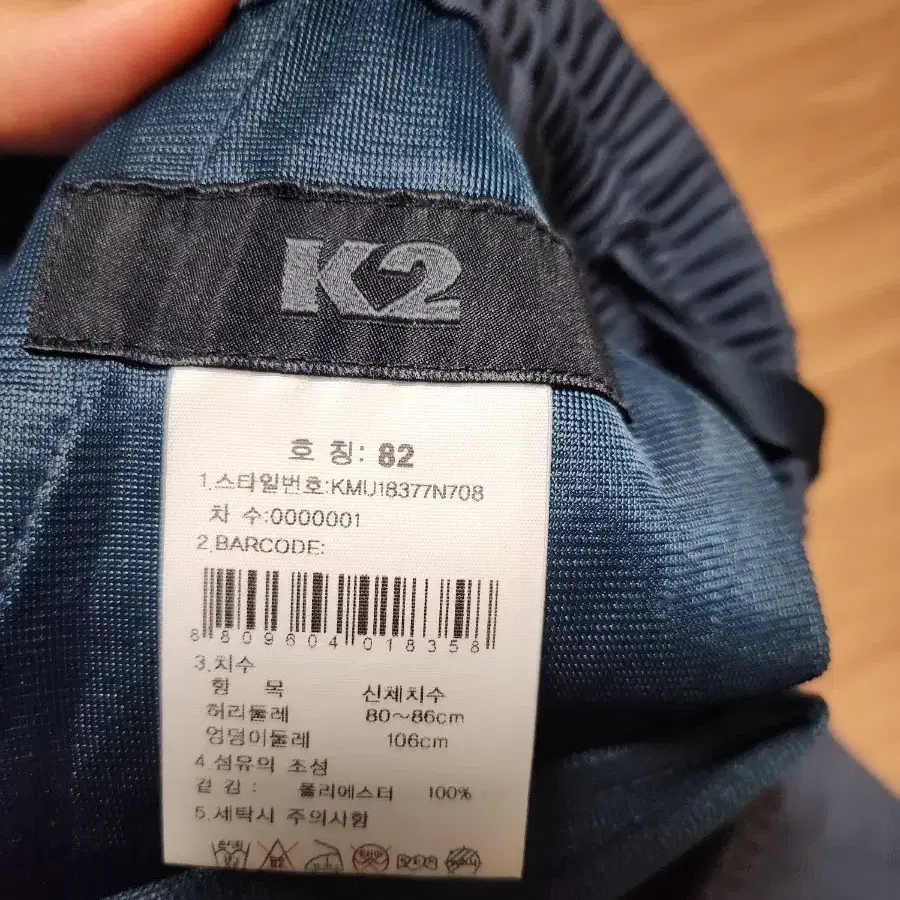 K2
호 칭: 82
1.스타일번호:KMU18377N708
차 수:0000001
2.BARCODE:
8809604018358
3.치수
항 목 신체치수
허리둘레 80~86cm
엉덩이둘레 106cm
4.섬유의 조성
겉 감 : 폴리에스터 100%
5.세탁시 주의사항